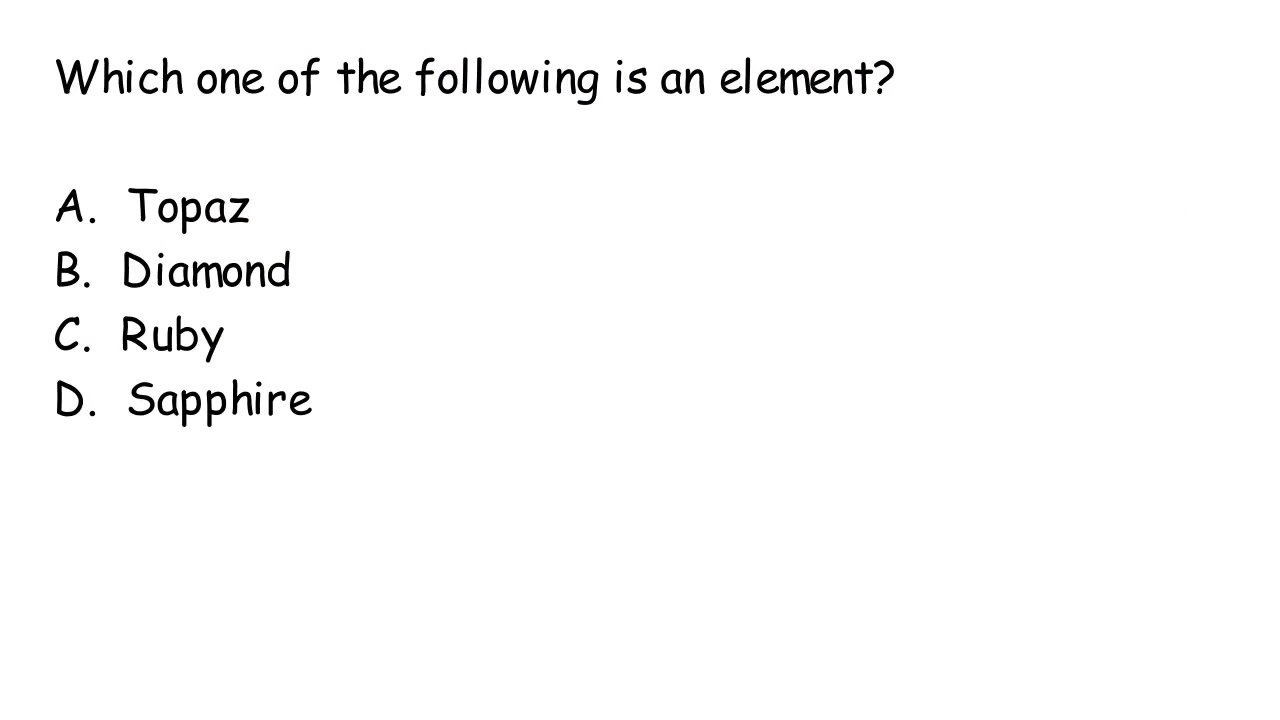 Which one of the following is an element?
A. Topaz
B. Diamond
C. Ruby
D. Sapphire